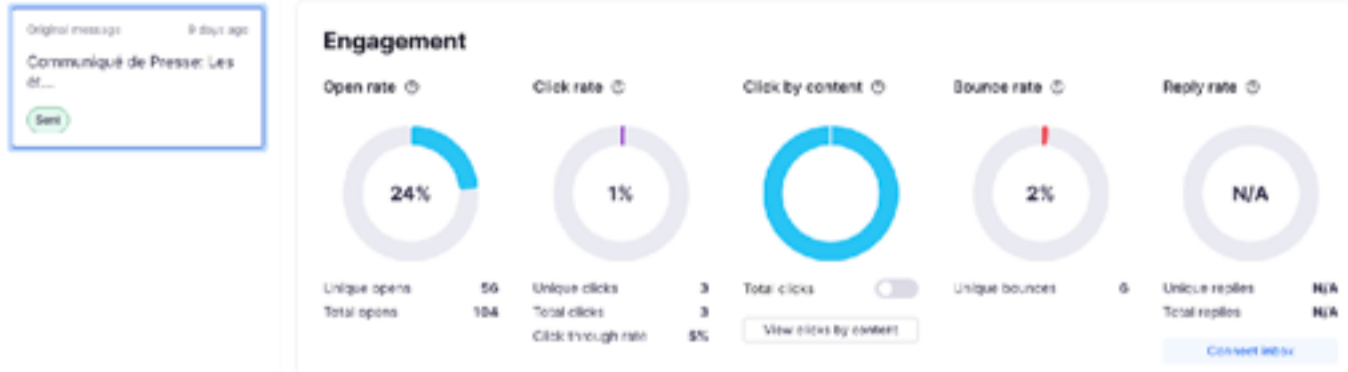 Original message 9 days ago
Communiqué de Presse: Les
ét...
Sent
Engagement
Open rate Click rate Click by content Bounce rate Reply rate
24% 1% 2% N/A
Unique opens 56 Unique clicks 3 Total clicks Unique bounces 6 Unique replies N/A
Total opens 104 Total clicks 3 Total replies N/A
View clicks by content
Click through rate 5%
Connect inbox